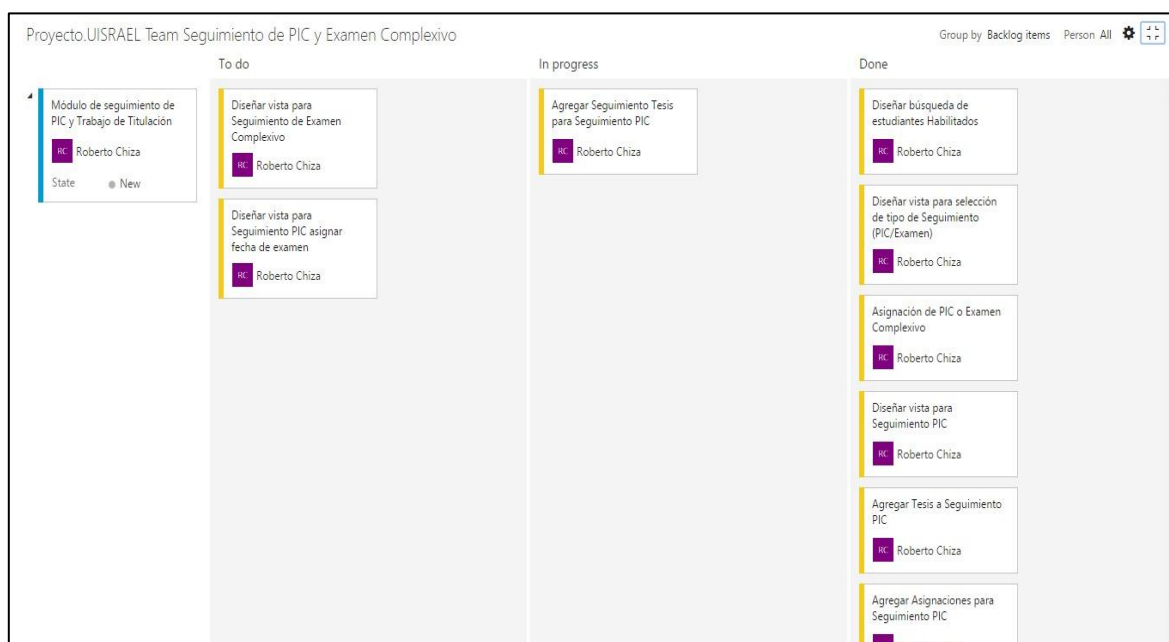 Proyecto.UISRAEL Team Seguimiento de PIC y Examen Complexivo
Group by Backlog items Person All
To do
In progress
Done
Módulo de seguimiento de
PIC y Trabajo de Titulación
RC Roberto Chiza
State New
Diseñar vista para
Seguimiento de Examen
Complexivo
RC Roberto Chiza
Diseñar vista para
Seguimiento PIC asignar
fecha de examen
RC Roberto Chiza
Agregar Seguimiento Tesis
para Seguimiento PIC
RC Roberto Chiza
Diseñar búsqueda de
estudiantes Habilitados
RC Roberto Chiza
Diseñar vista para selección
de tipo de Seguimiento
(PIC/Examen)
RC Roberto Chiza
Asignación de PIC o Examen
Complexivo
RC Roberto Chiza
Diseñar vista para
Seguimiento PIC
RC Roberto Chiza
Agregar Tesis a Seguimiento
PIC
RC Roberto Chiza
Agregar Asignaciones para
Seguimiento PIC